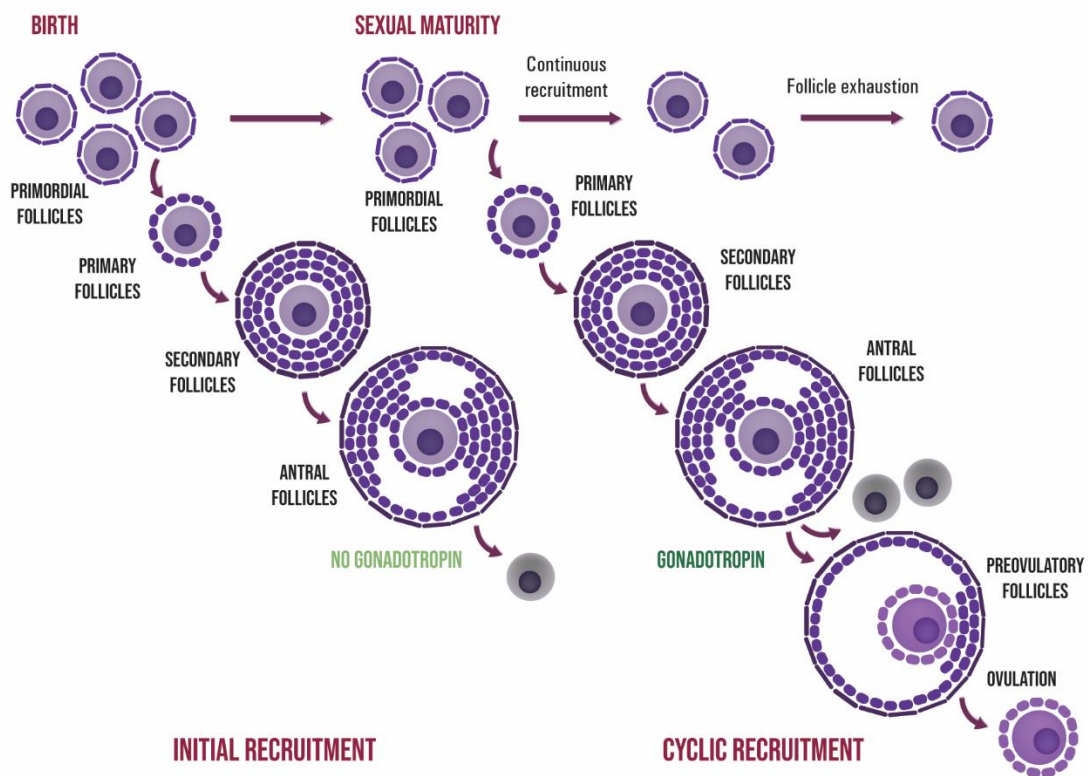 BIRTH
SEXUAL MATURITY
Continuous
recruitment
Follicle exhaustion
PRIMORDIAL
FOLLICLES
PRIMORDIAL
FOLLICLES
PRIMARY
FOLLICLES
PRIMARY
FOLLICLES
SECONDARY
FOLLICLES
SECONDARY
FOLLICLES
ANTRAL
FOLLICLES
ANTRAL
FOLLICLES
NO GONADOTROPIN
GONADOTROPIN
PREOVULATORY
FOLLICLES
OVULATION
INITIAL RECRUITMENT
CYCLIC RECRUITMENT